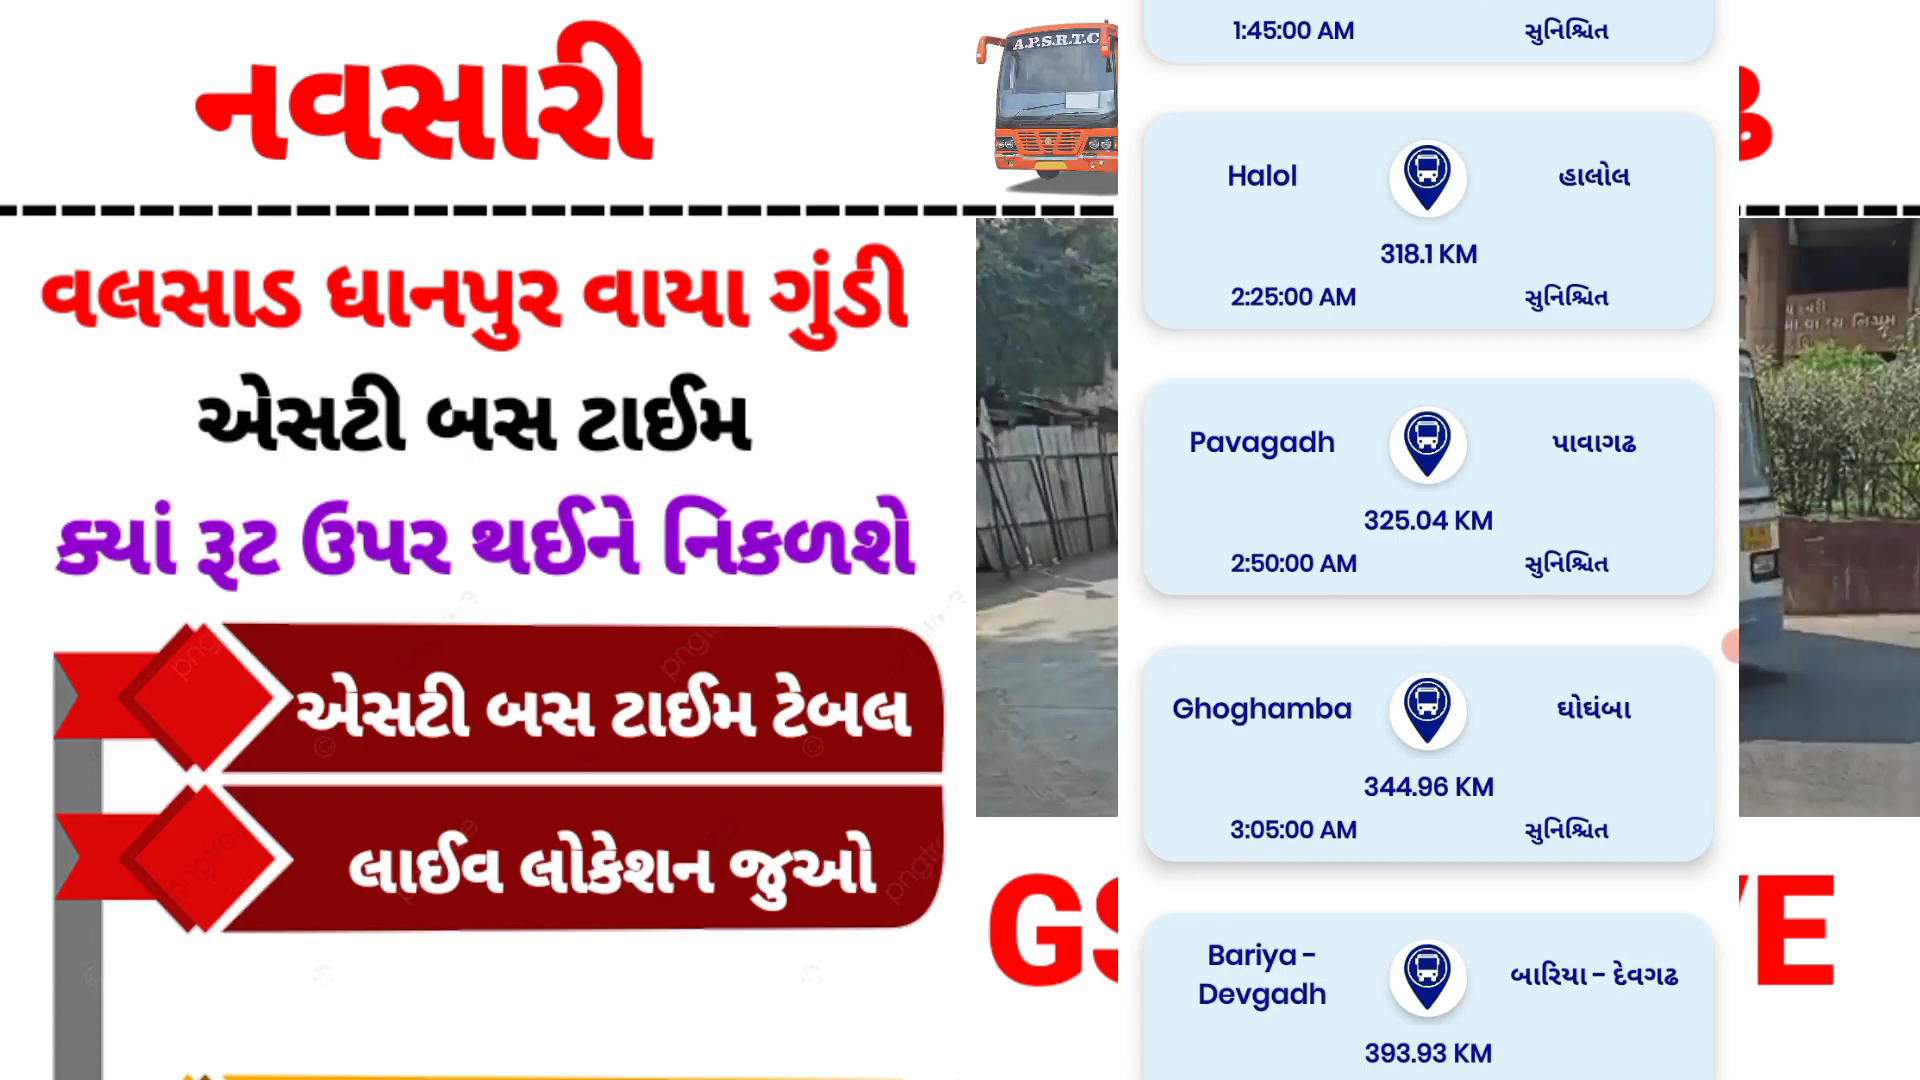 નવસારી
A.P.S.R.T.C
વલસાડ ધાનપુર વાયા ગુંડી
એસટી બસ ટાઈમ
ક્યાં રૂટ ઉપર થઈને નિકળશે
એસટી બસ ટાઈમ ટેબલ
લાઈવ લોકેશન જુઓ
1:45:00 AM સુનિશ્ચિત
Halol હાલોલ
318.1 KM
2:25:00 AM સુનિશ્ચિત
Pavagadh પાવાગઢ
325.04 KM
2:50:00 AM સુનિશ્ચિત
Ghoghamba ઘોઘંબા
344.96 KM
3:05:00 AM સુનિશ્ચિત
Bariya -
Devgadh બારિયા - દેવગઢ
393.93 KM